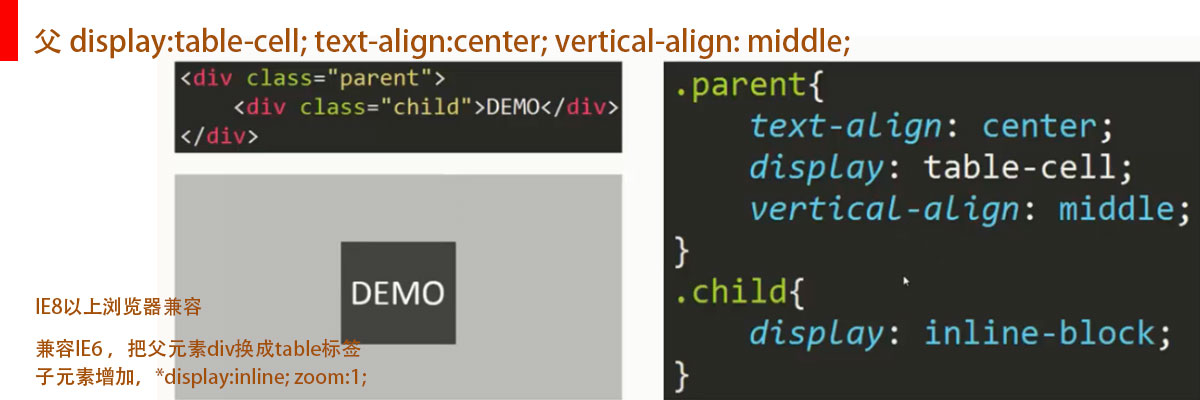 父 display:table-cell; text-align:center; vertical-align: middle;
<div class="parent">
    <div class="child">DEMO</div>
</div>
.parent{
    text-align: center;
    display: table-cell;
    vertical-align: middle;
}
.child{
    display: inline-block;
}
DEMO
IE8以上浏览器兼容
兼容IE6 ，把父元素div换成table标签
子元素增加，*display:inline; zoom:1;